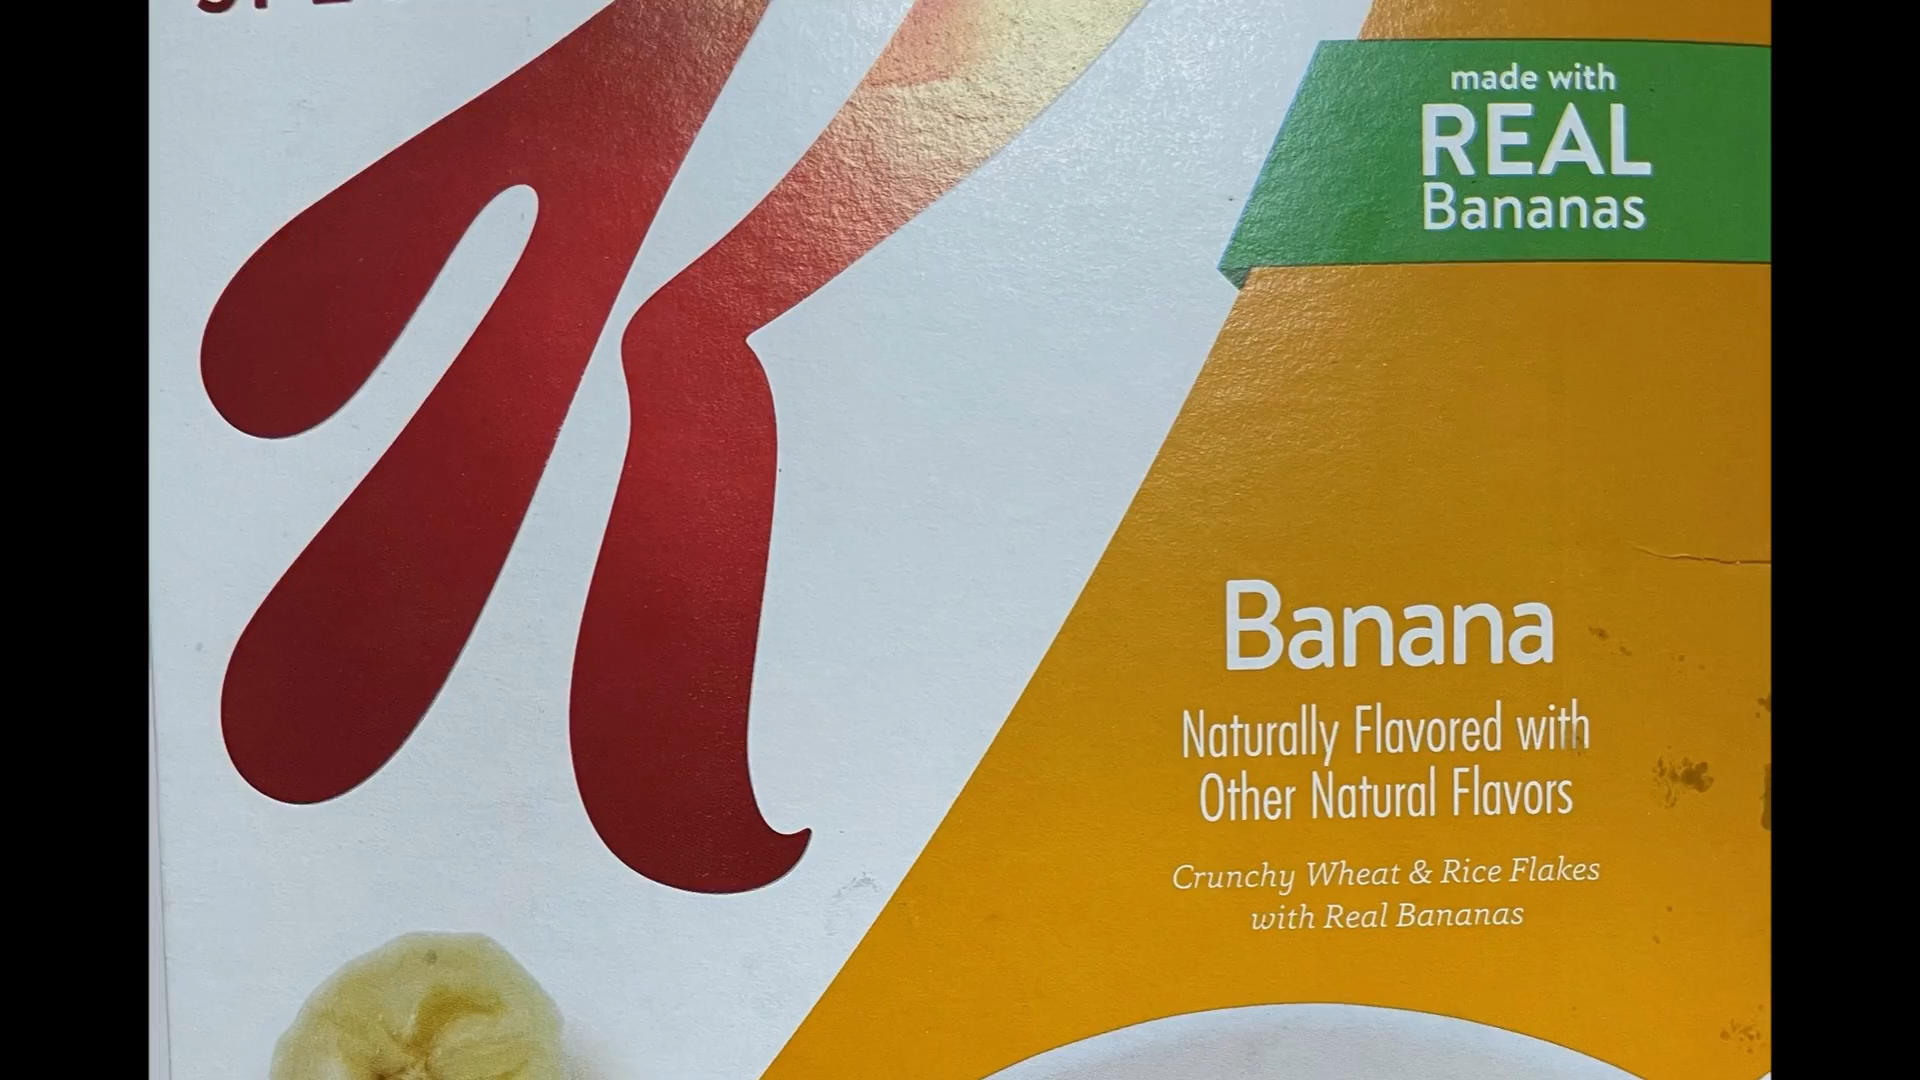 K
made with
REAL
Bananas
Banana
Naturally Flavored with
Other Natural Flavors
Crunchy Wheat & Rice Flakes
with Real Bananas